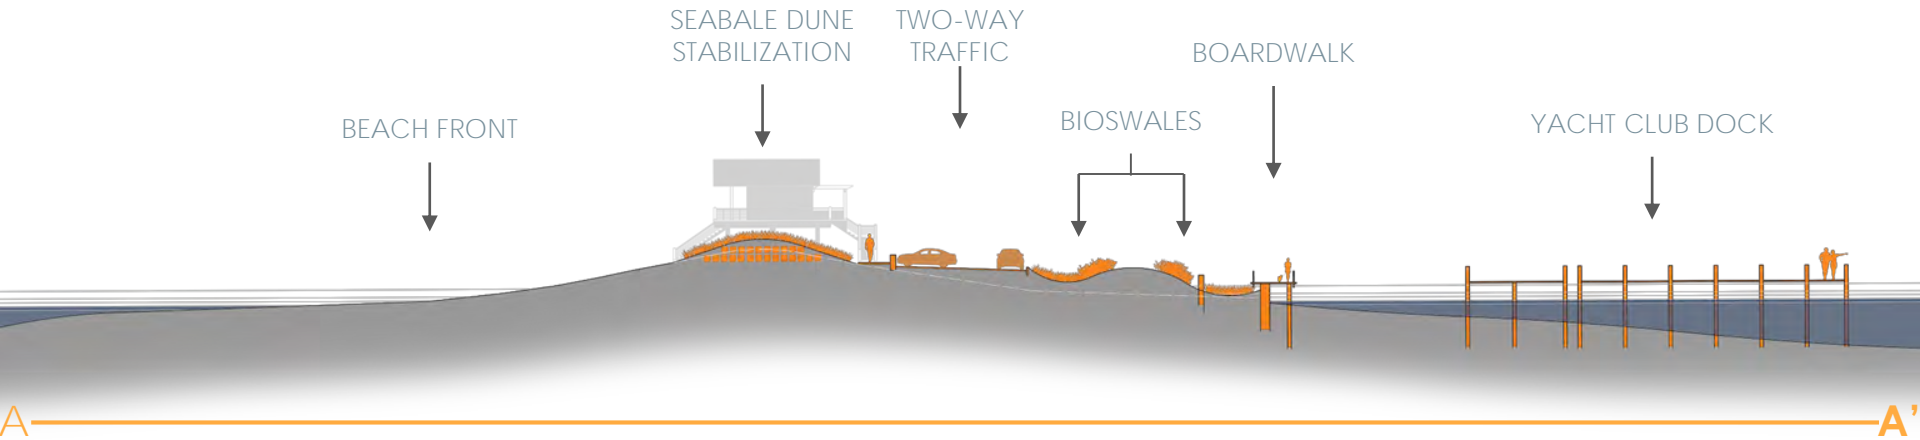 SEABALE DUNE
STABILIZATION
TWO-WAY
TRAFFIC
BOARDWALK
BEACH FRONT
BIOSWALES
YACHT CLUB DOCK
A
A’